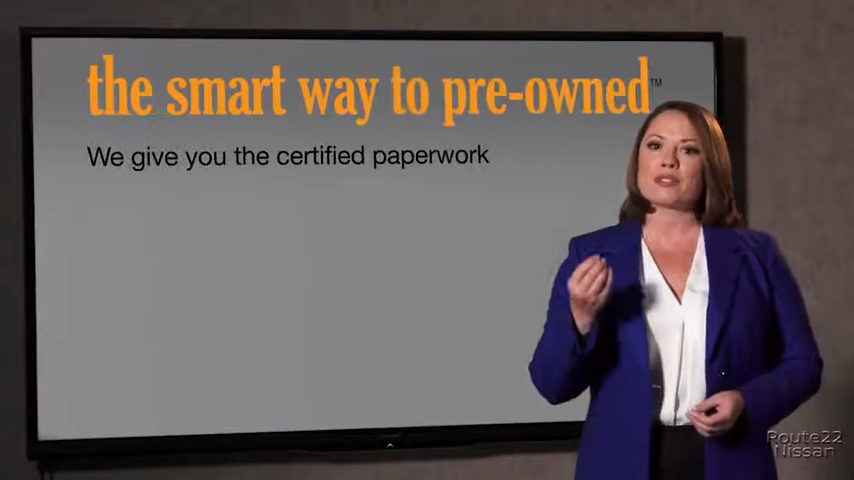 the smart way to pre-owned™
We give you the certified paperwork
Route22
Nissan